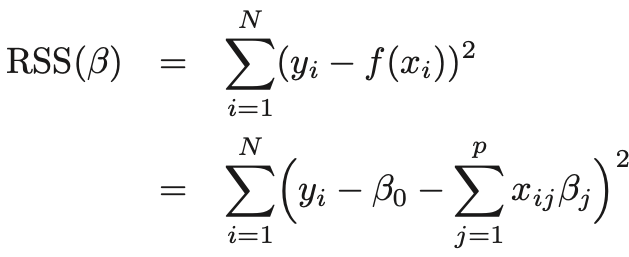 RSS(β) = ∑_{i=1}^{N} (y_i − f(x_i))²
= ∑_{i=1}^{N} (y_i − β_0 − ∑_{j=1}^{p} x_{ij}β_j)²